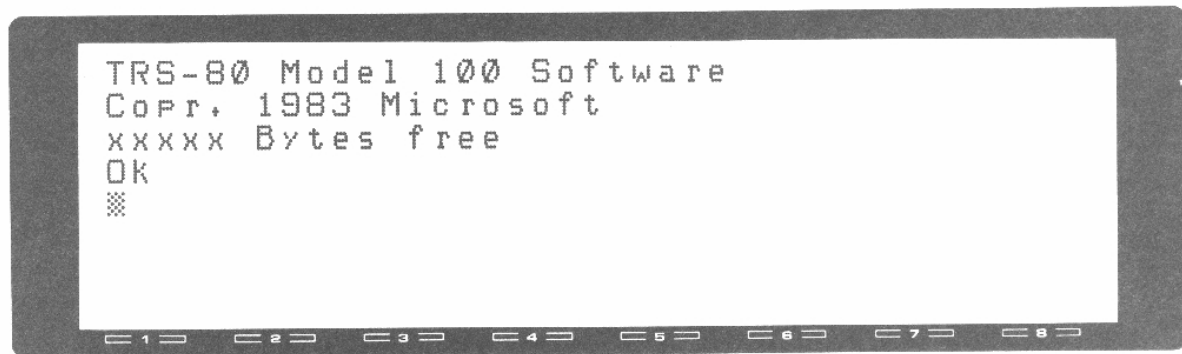 TRS-80 Model 100 Software
Copr. 1983 Microsoft
xxxxx Bytes free
Ok
1 2 3 4 5 6 7 8